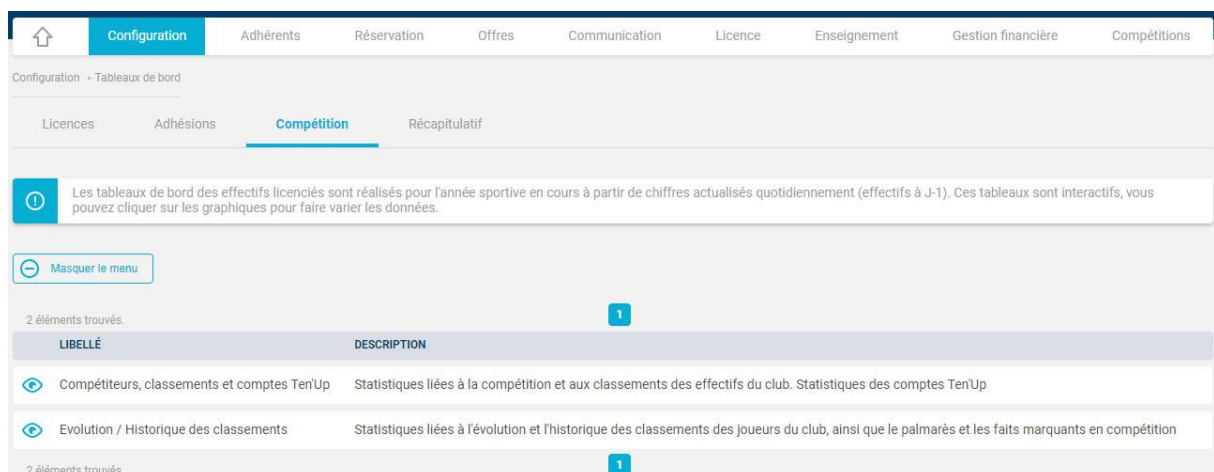 Configuration Adhérents Réservation Offres Communication Licence Enseignement Gestion financière Compétitions
Configuration » Tableaux de bord
Licences Adhésions Compétition Récapitulatif
Les tableaux de bord des effectifs licenciés sont réalisés pour l'année sportive en cours à partir de chiffres actualisés quotidiennement (effectifs à J-1). Ces tableaux sont interactifs, vous
pouvez cliquer sur les graphiques pour faire varier les données.
Masquer le menu
2 éléments trouvés. 1
LIBELLÉ DESCRIPTION
Compétiteurs, classements et comptes Ten'Up Statistiques liées à la compétition et aux classements des effectifs du club. Statistiques des comptes Ten'Up
Evolution / Historique des classements Statistiques liées à l'évolution et l'historique des classements des joueurs du club, ainsi que le palmarès et les faits marquants en compétition
2 éléments trouvés. 1